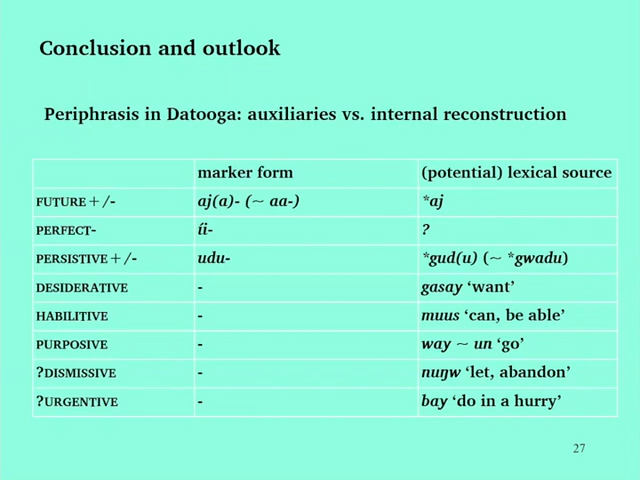 Conclusion and outlook
Periphrasis in Datooga: auxiliaries vs. internal reconstruction
marker form (potential) lexical source
FUTURE+/- aj(a)- (~ aa-) *aj
PERFECT- íi- ?
PERSISTIVE+/- udu- *gud(u) (~ *gwadu)
DESIDERATIVE - gasay ‘want’
HABILITIVE - muus ‘can, be able’
PURPOSIVE - way ~ un ‘go’
?DISMISSIVE - nuŋw ‘let, abandon’
?URGENTIVE - bay ‘do in a hurry’
27